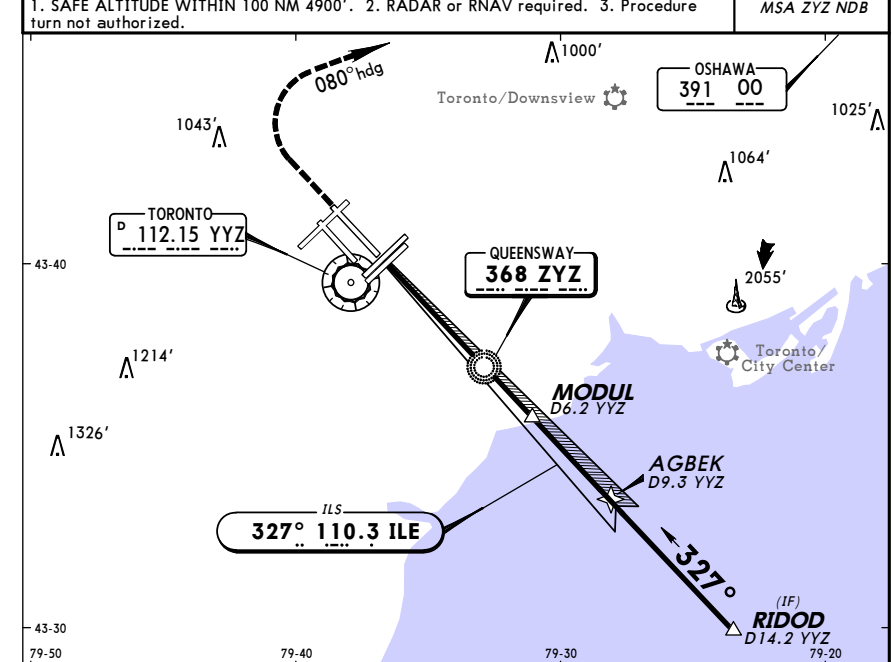 1. SAFE ALTITUDE WITHIN 100 NM 4900'. 2. RADAR or RNAV required. 3. Procedure
turn not authorized.
MSA ZYZ NDB
1000'
080°hdg
Toronto/Downsview
OSHAWA
391 00
1025'
1043'
1064'
TORONTO
D 112.15 YYZ
QUEENSWAY
368 ZYZ
43-40
2055'
Toronto/
City Center
1214'
MODUL
D6.2 YYZ
1326'
AGBEK
D9.3 YYZ
ILS
327° 110.3 ILE
327°
(IF)
RIDOD
D14.2 YYZ
43-30
79-50
79-40
79-30
79-20